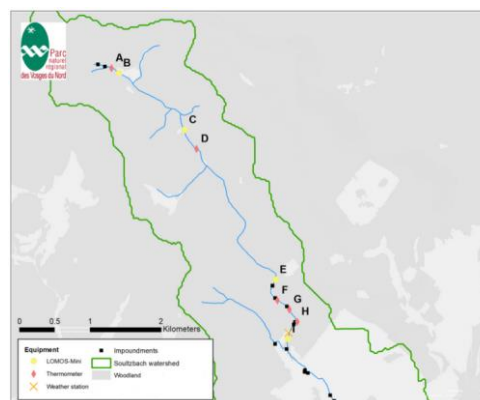 Parc
naturel
régional
des Vosges du Nord
A B
C
D
E
F
G
H
0 0.5 1 2
Kilometers
Equipment
LOMOS-Mini
Thermometer
Weather station
Impoundments
Soultzbach watershed
Woodland